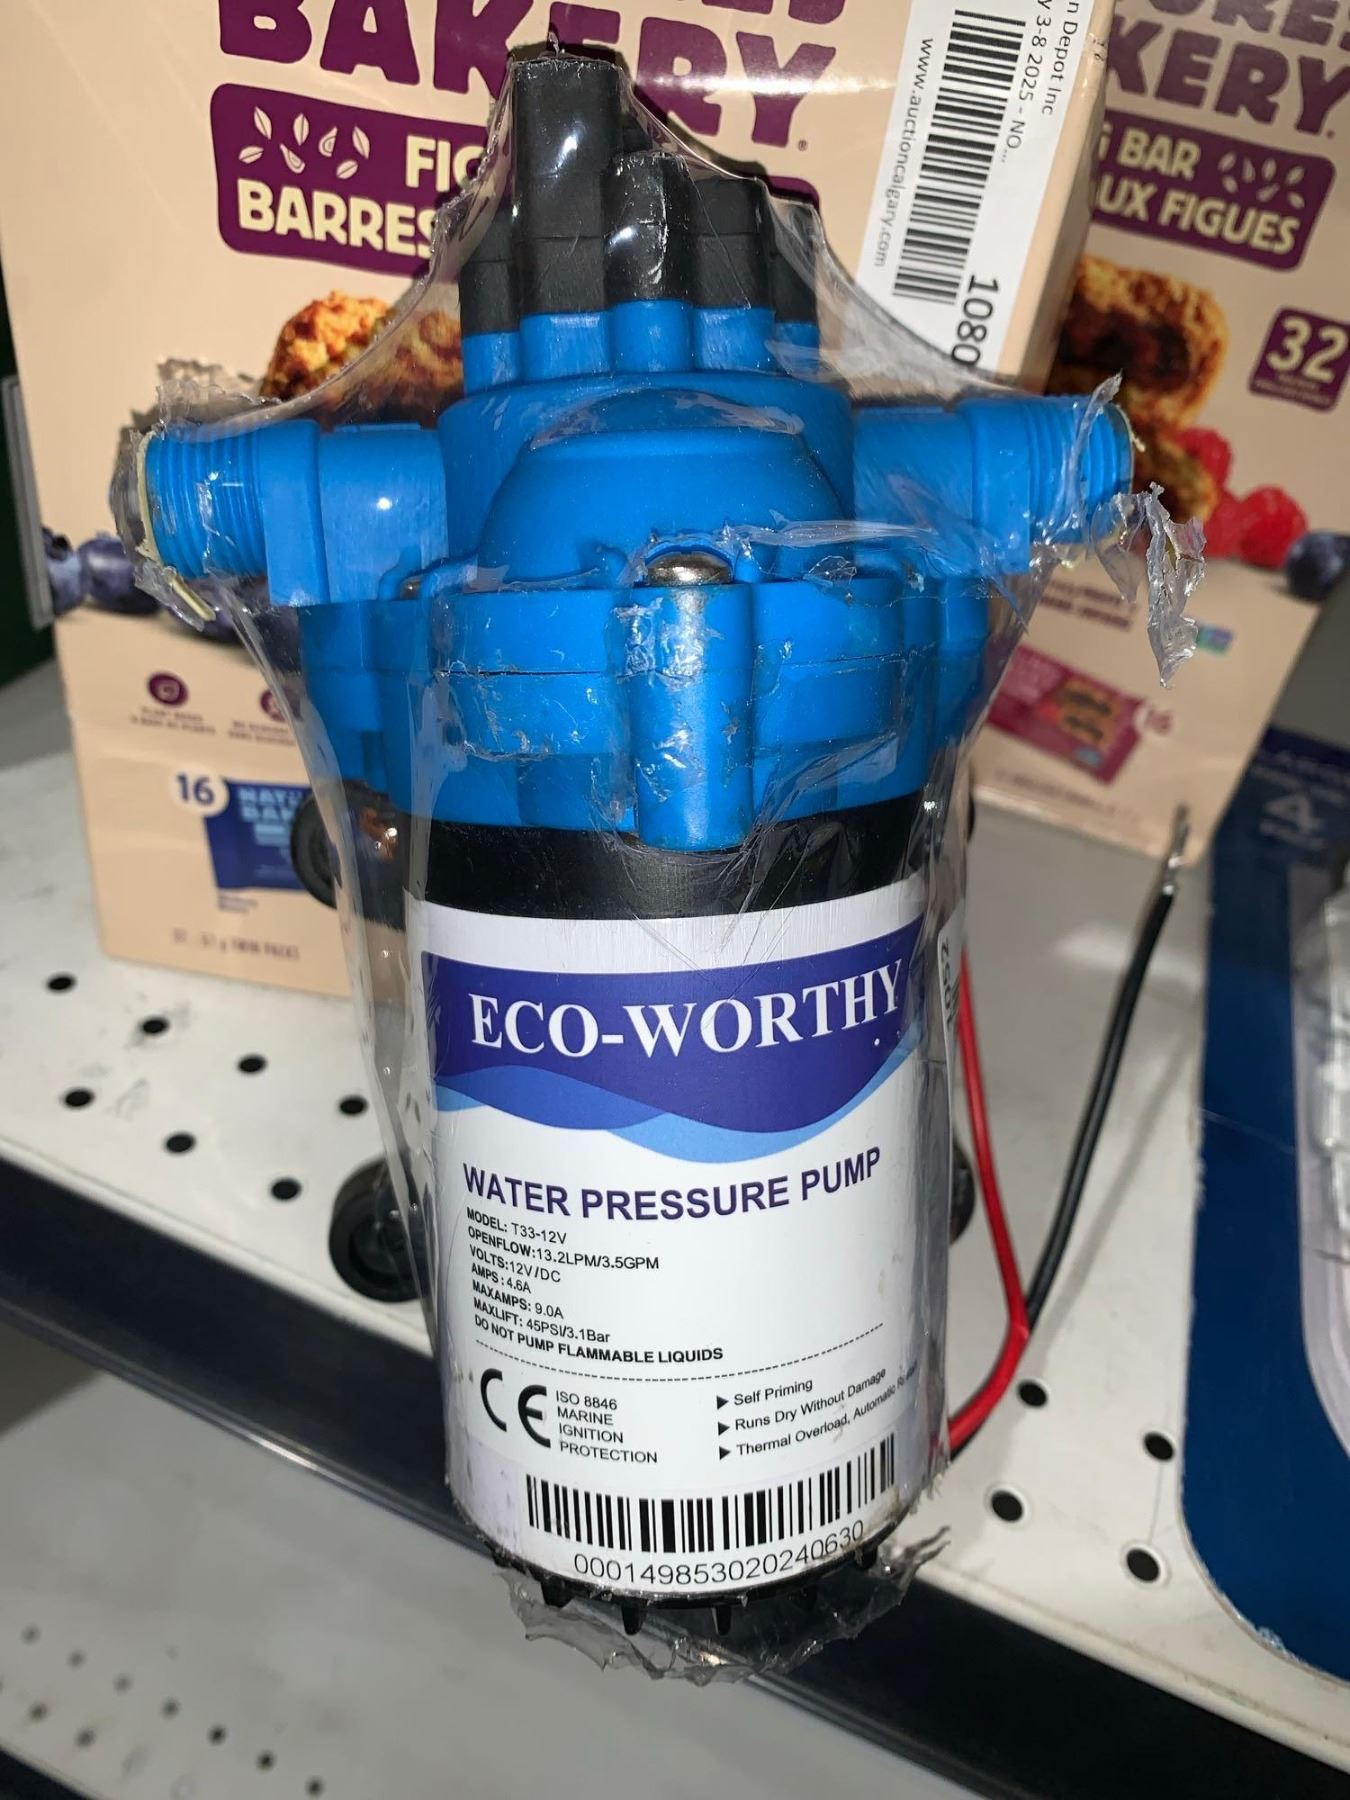 BAKERY
FIG
BARRES
KERY
BAR
UX FIGUES
32
n Depot Inc
y 3-8 2025 - NO...
www.auctioncalgary.com
1080
16
16
ECO-WORTHY
WATER PRESSURE PUMP
MODEL: T33-12V
OPENFLOW:13.2LPM/3.5GPM
VOLTS:12V/DC
AMPS: 4.6A
MAXAMPS: 9.0A
MAXLIFT: 45PSI/3.1Bar
DO NOT PUMP FLAMMABLE LIQUIDS
CE
ISO 8846
MARINE
IGNITION
PROTECTION
▶ Self Priming
▶ Runs Dry Without Damage
▶ Thermal Overload, Automatic
000149853020240630